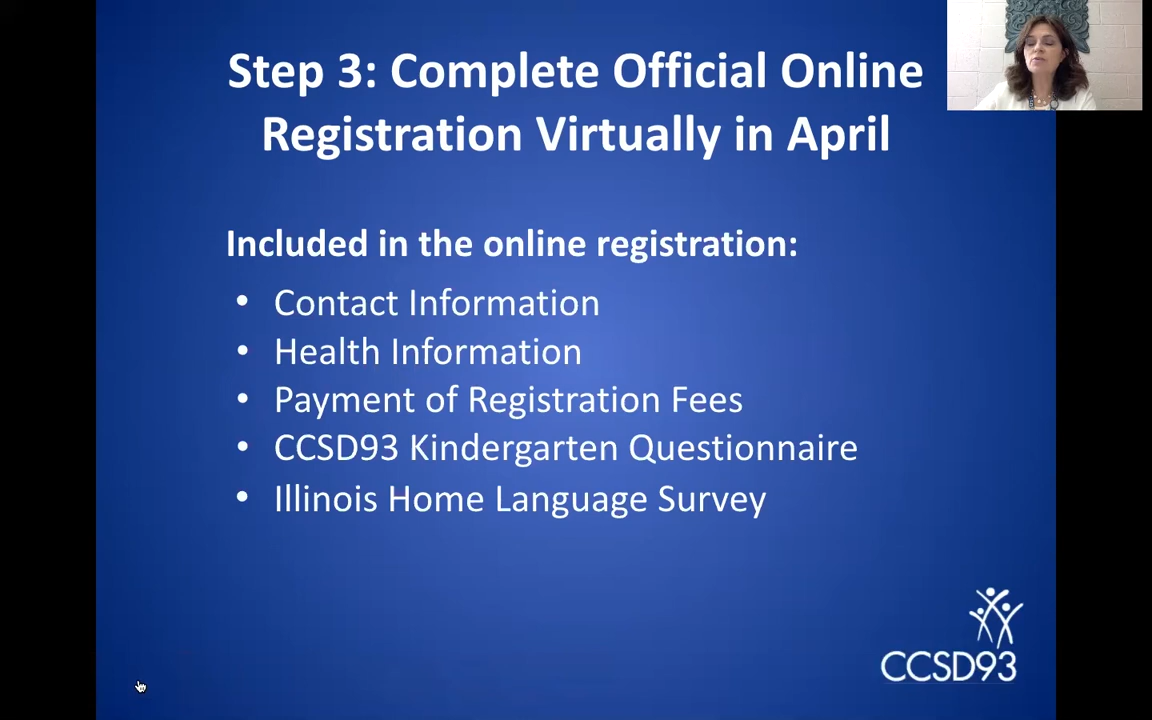 Step 3: Complete Official Online
Registration Virtually in April
Included in the online registration:
• Contact Information
• Health Information
• Payment of Registration Fees
• CCSD93 Kindergarten Questionnaire
• Illinois Home Language Survey
CCSD93